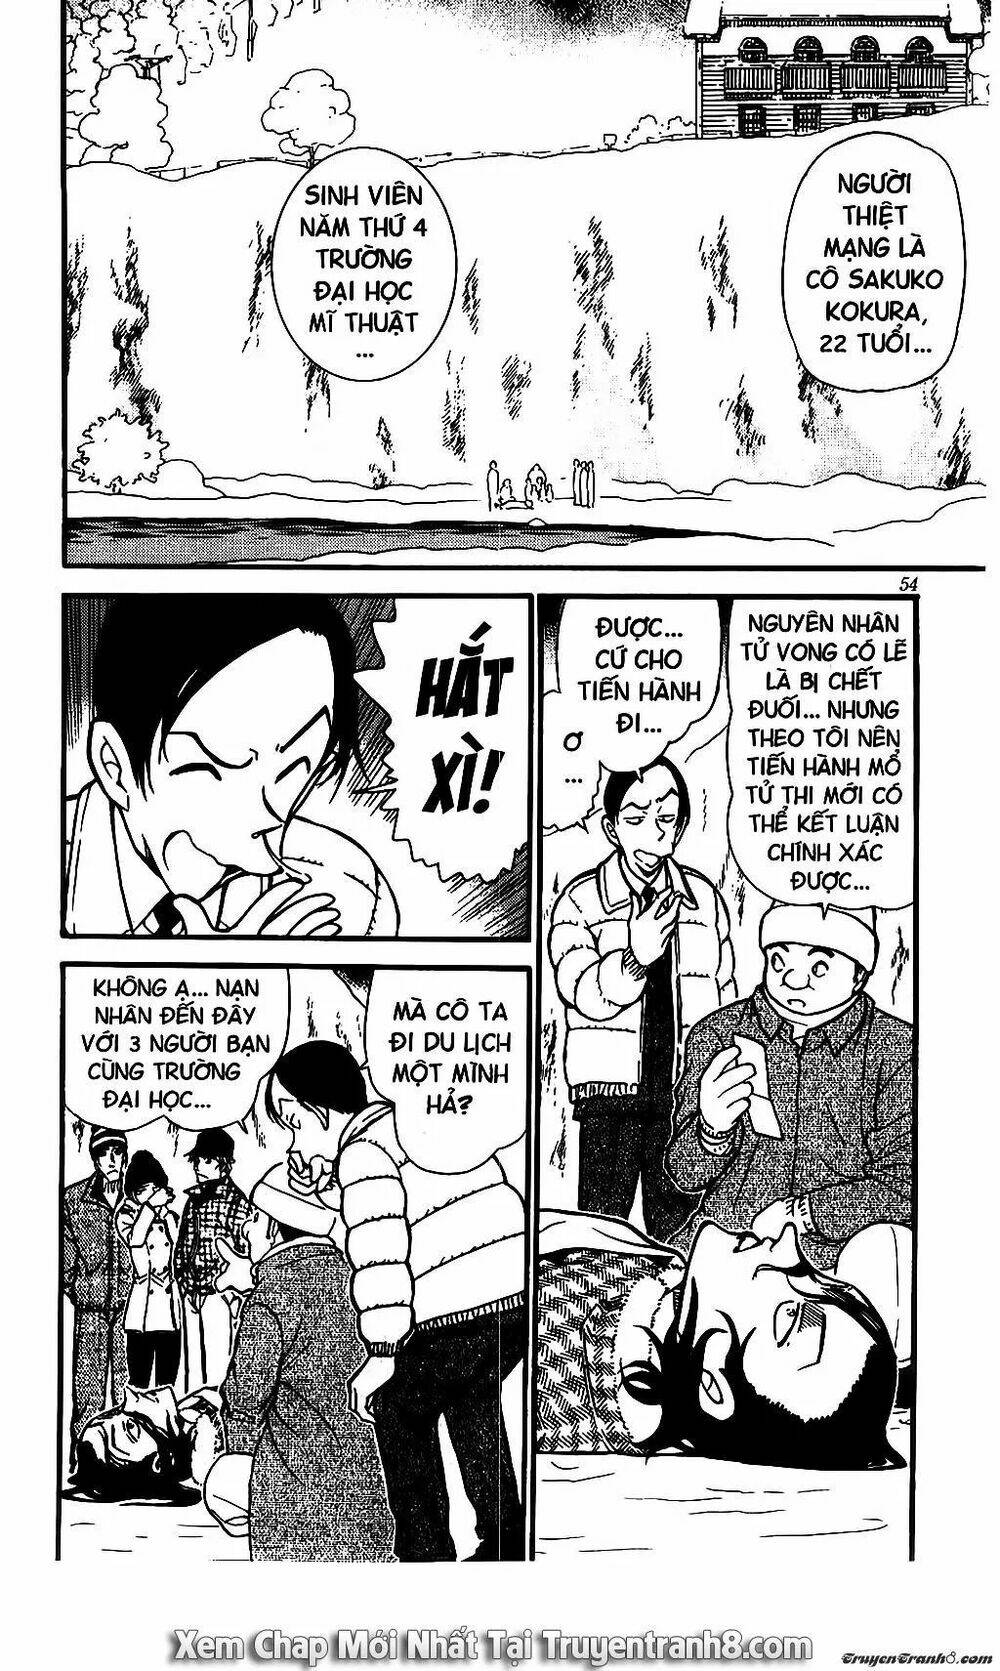 NGƯỜI
THIỆT
MẠNG LÀ
CÔ SAKUKO
KOKURA,
22 TUỔI...
SINH VIÊN
NĂM THỨ 4
TRƯỜNG
ĐẠI HỌC
MĨ THUẬT
...
54
NGUYÊN NHÂN
TỬ VONG CÓ LẼ
LÀ BỊ CHẾT
ĐUỐI... NHƯNG
THEO TÔI NÊN
TIẾN HÀNH MỔ
TỬ THI MỚI CÓ
THỂ KẾT LUẬN
CHÍNH XÁC
ĐƯỢC...
ĐƯỢC...
CỨ CHO
TIẾN HÀNH
ĐI...
Ơ
...
HẮT
XÌ!
MÀ CÔ TA
ĐI DU LỊCH
MỘT MÌNH
HẢ?
KHÔNG Ạ... NẠN
NHÂN ĐẾN ĐÂY
VỚI 3 NGƯỜI BẠN
CÙNG TRƯỜNG
ĐẠI HỌC...
Xem Chap Mới Nhất Tại Truyentranh8.com
TruyenTranh8.com